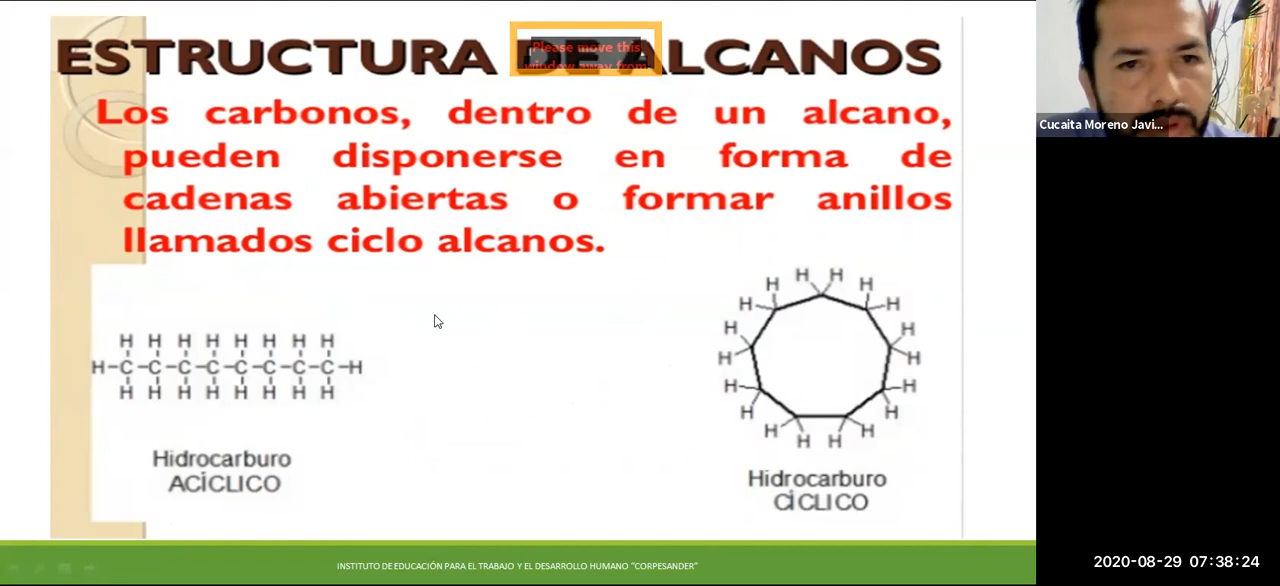 ESTRUCTURA DE ALCANOS
Please move this
window away from
Los carbonos, dentro de un alcano,
pueden disponerse en forma de
cadenas abiertas o formar anillos
llamados ciclo alcanos.
Cucaita Moreno Javi...
H H H H H H H H
H-C-C-C-C-C-C-C-C-H
H H H H H H H H
Hidrocarburo
ACÍCLICO
H H
H H
H H
H H
H H
H H
H H
H H
H H
Hidrocarburo
CÍCLICO
INSTITUTO DE EDUCACIÓN PARA EL TRABAJO Y EL DESARROLLO HUMANO “CORPESANDER”
2020-08-29 07:38:24